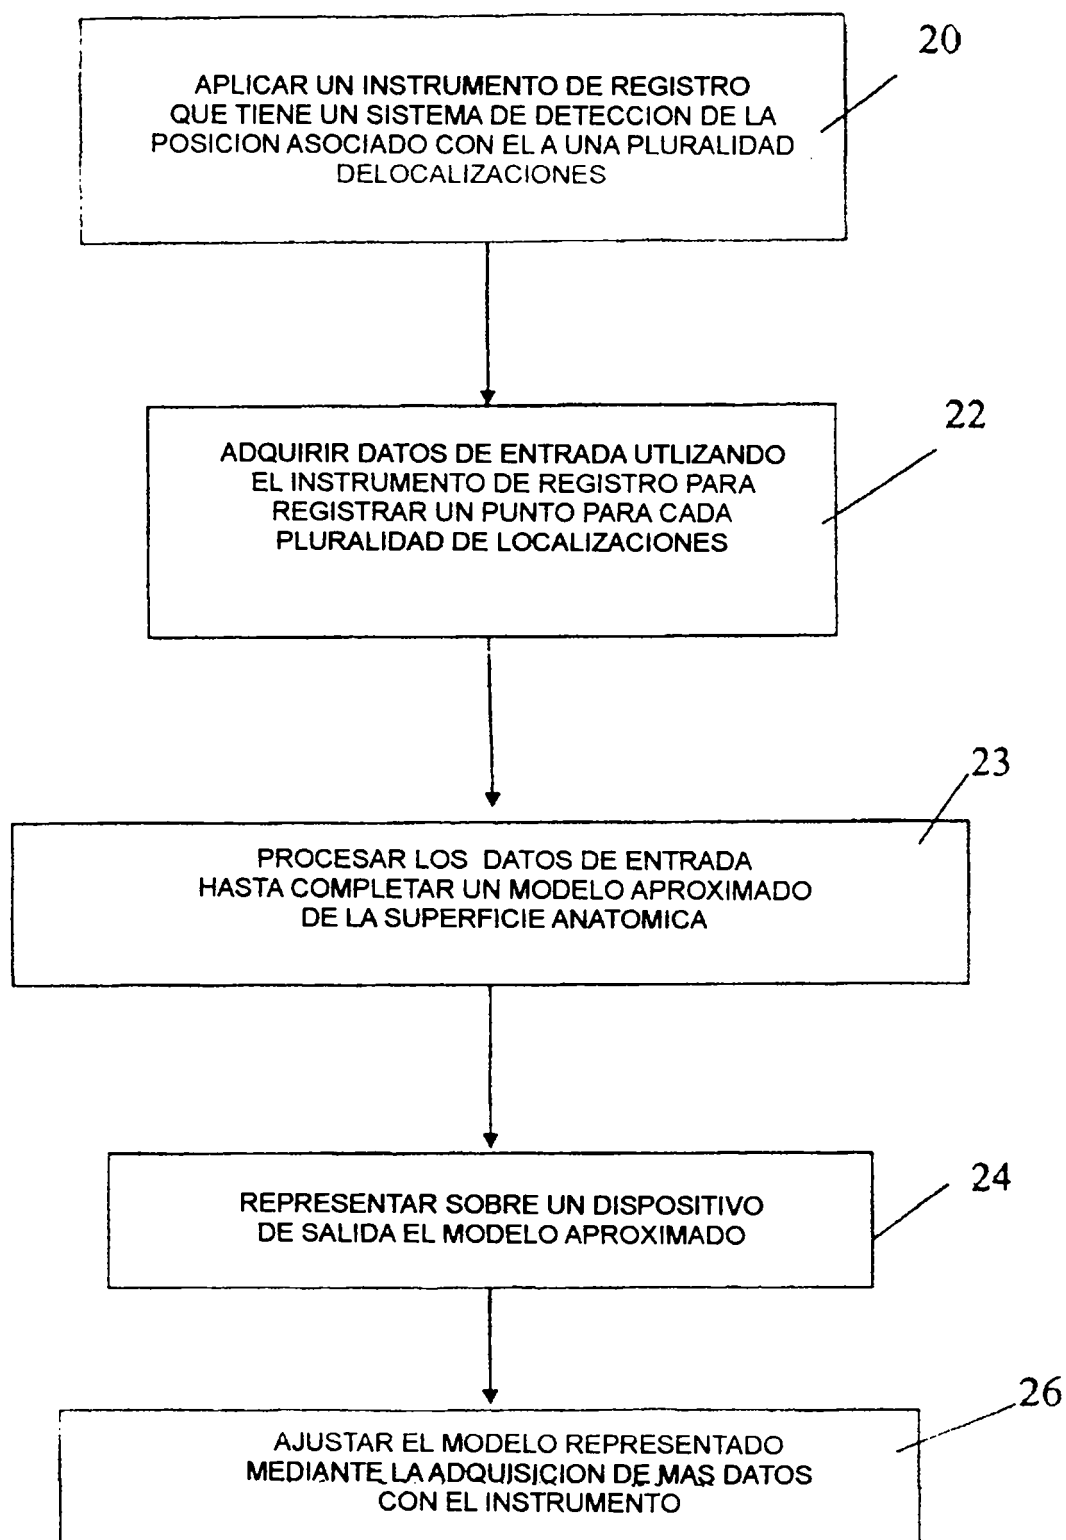 20
APLICAR UN INSTRUMENTO DE REGISTRO
QUE TIENE UN SISTEMA DE DETECCION DE LA
POSICION ASOCIADO CON EL A UNA PLURALIDAD
DELOCALIZACIONES
22
ADQUIRIR DATOS DE ENTRADA UTLIZANDO
EL INSTRUMENTO DE REGISTRO PARA
REGISTRAR UN PUNTO PARA CADA
PLURALIDAD DE LOCALIZACIONES
23
PROCESAR LOS DATOS DE ENTRADA
HASTA COMPLETAR UN MODELO APROXIMADO
DE LA SUPERFICIE ANATOMICA
24
REPRESENTAR SOBRE UN DISPOSITIVO
DE SALIDA EL MODELO APROXIMADO
26
AJUSTAR EL MODELO REPRESENTADO
MEDIANTE LA ADQUISICION DE MAS DATOS
CON EL INSTRUMENTO